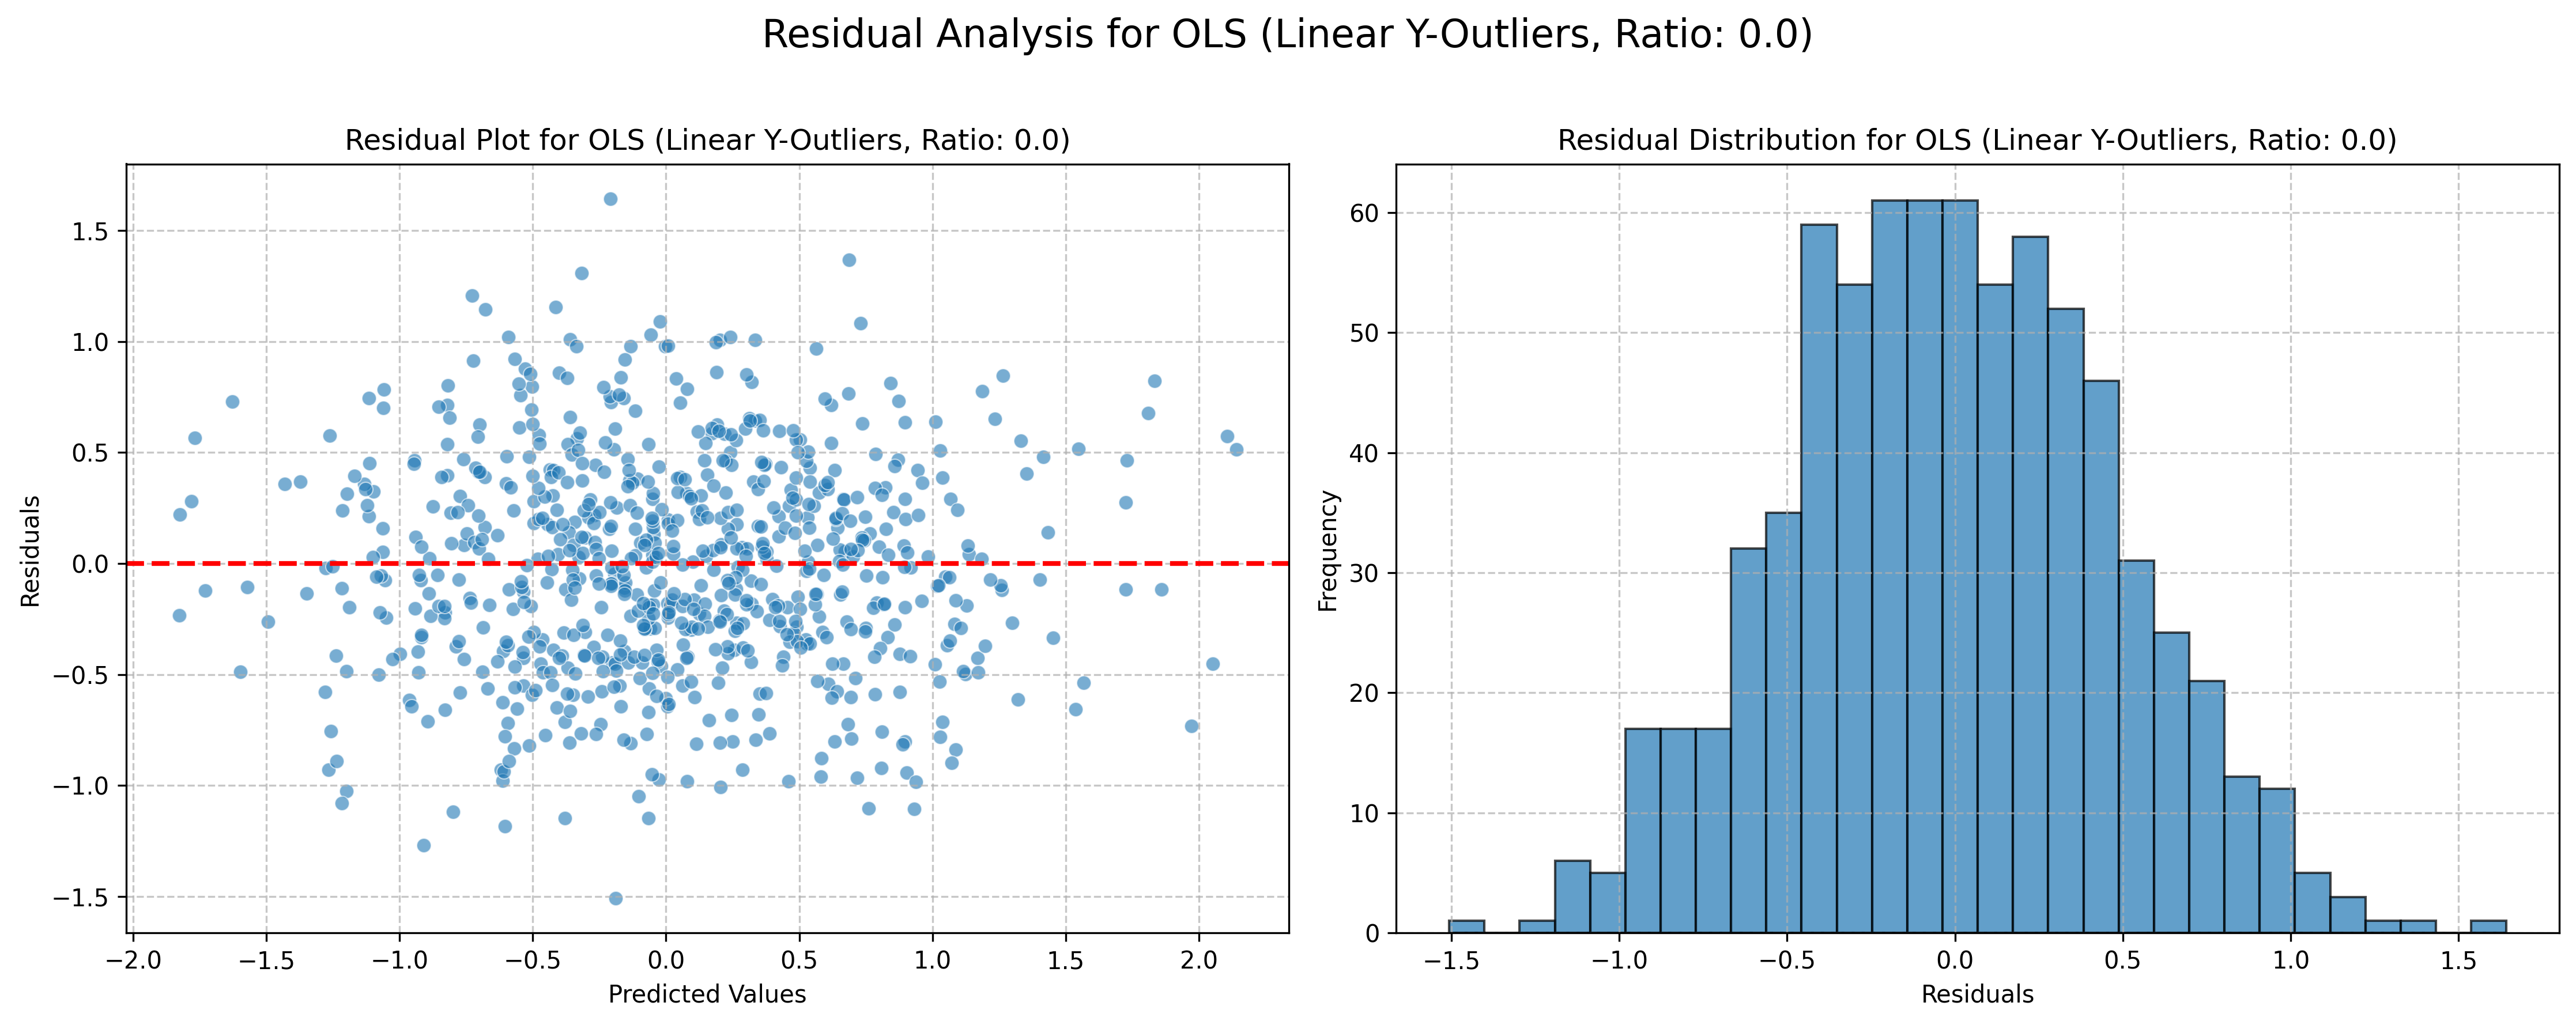 Residual Analysis for OLS (Linear Y-Outliers, Ratio: 0.0)
Residual Plot for OLS (Linear Y-Outliers, Ratio: 0.0)
Residuals
1.5
1.0
0.5
0.0
−0.5
−1.0
−1.5
−2.0 −1.5 −1.0 −0.5 0.0 0.5 1.0 1.5 2.0
Predicted Values
Residual Distribution for OLS (Linear Y-Outliers, Ratio: 0.0)
Frequency
60
50
40
30
20
10
0
−1.5 −1.0 −0.5 0.0 0.5 1.0 1.5
Residuals